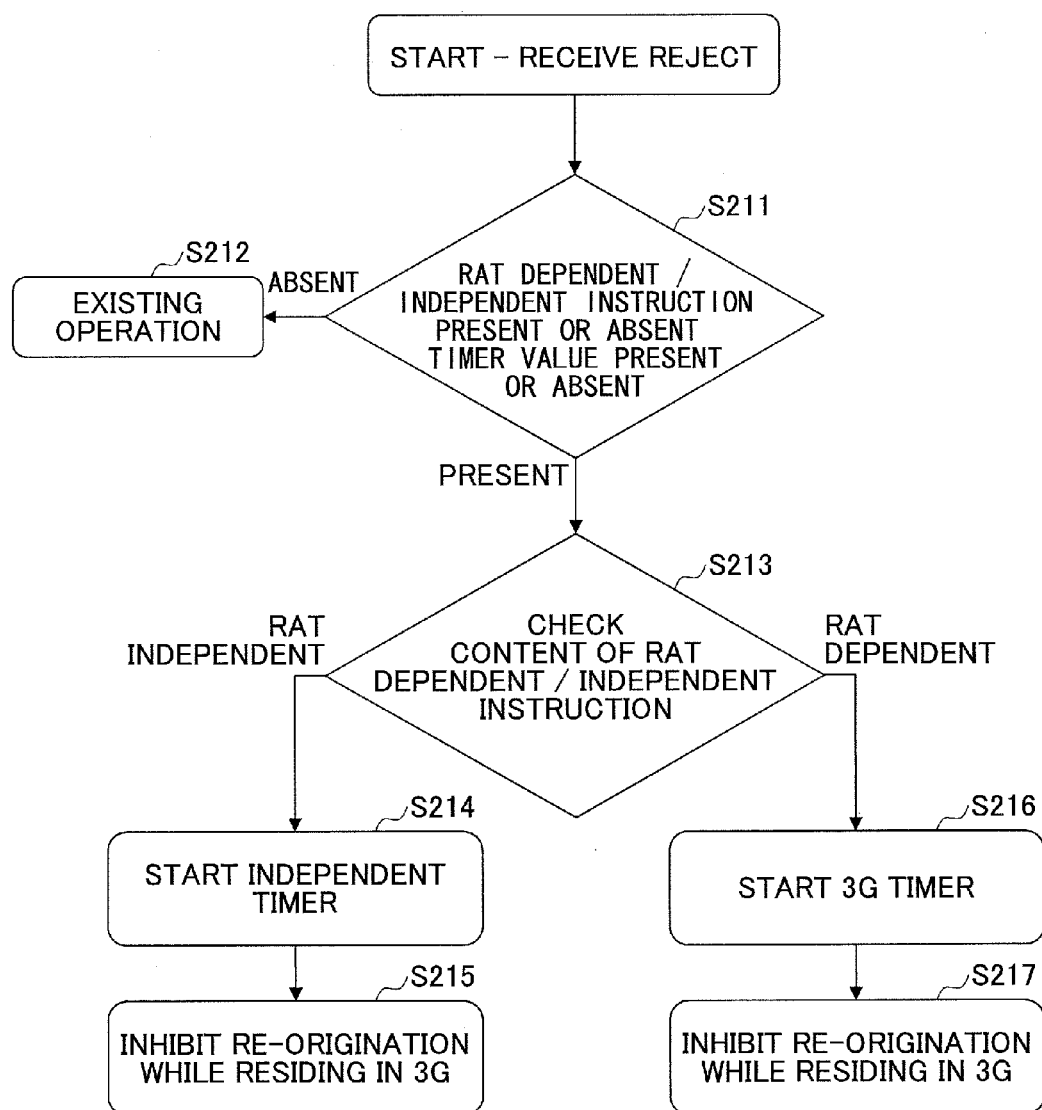 START – RECEIVE REJECT
S211
RAT DEPENDENT /
INDEPENDENT INSTRUCTION
PRESENT OR ABSENT
TIMER VALUE PRESENT
OR ABSENT
S212
ABSENT
EXISTING
OPERATION
PRESENT
S213
CHECK
CONTENT OF RAT
DEPENDENT / INDEPENDENT
INSTRUCTION
RAT
INDEPENDENT
RAT
DEPENDENT
S214
START INDEPENDENT
TIMER
S216
START 3G TIMER
S215
INHIBIT RE-ORIGINATION
WHILE RESIDING IN 3G
S217
INHIBIT RE-ORIGINATION
WHILE RESIDING IN 3G